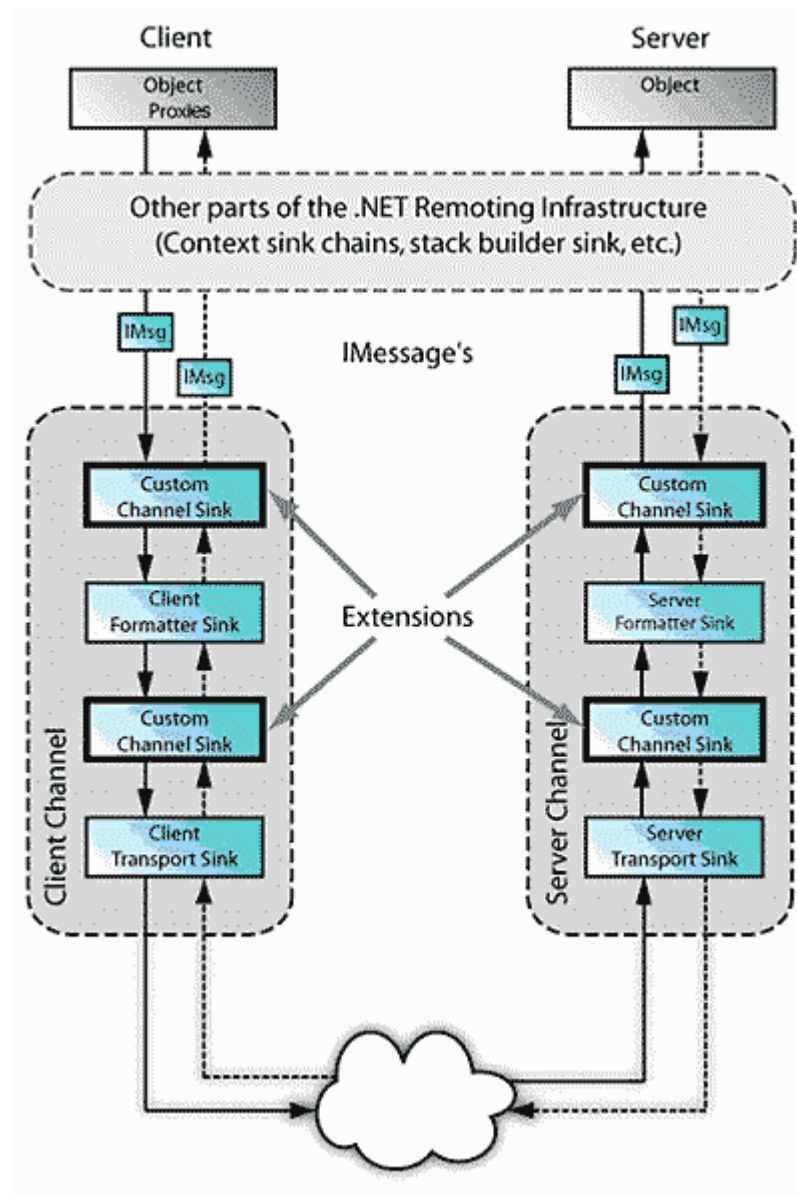 Client
Server
Object
Proxies
Object
Other parts of the .NET Remoting Infrastructure
(Context sink chains, stack builder sink, etc.)
IMsg
IMsg
IMessage's
IMsg
IMsg
Custom
Channel Sink
Client
Formatter Sink
Custom
Channel Sink
Client
Transport Sink
Client Channel
Extensions
Custom
Channel Sink
Server
Formatter Sink
Custom
Channel Sink
Server
Transport Sink
Server Channel